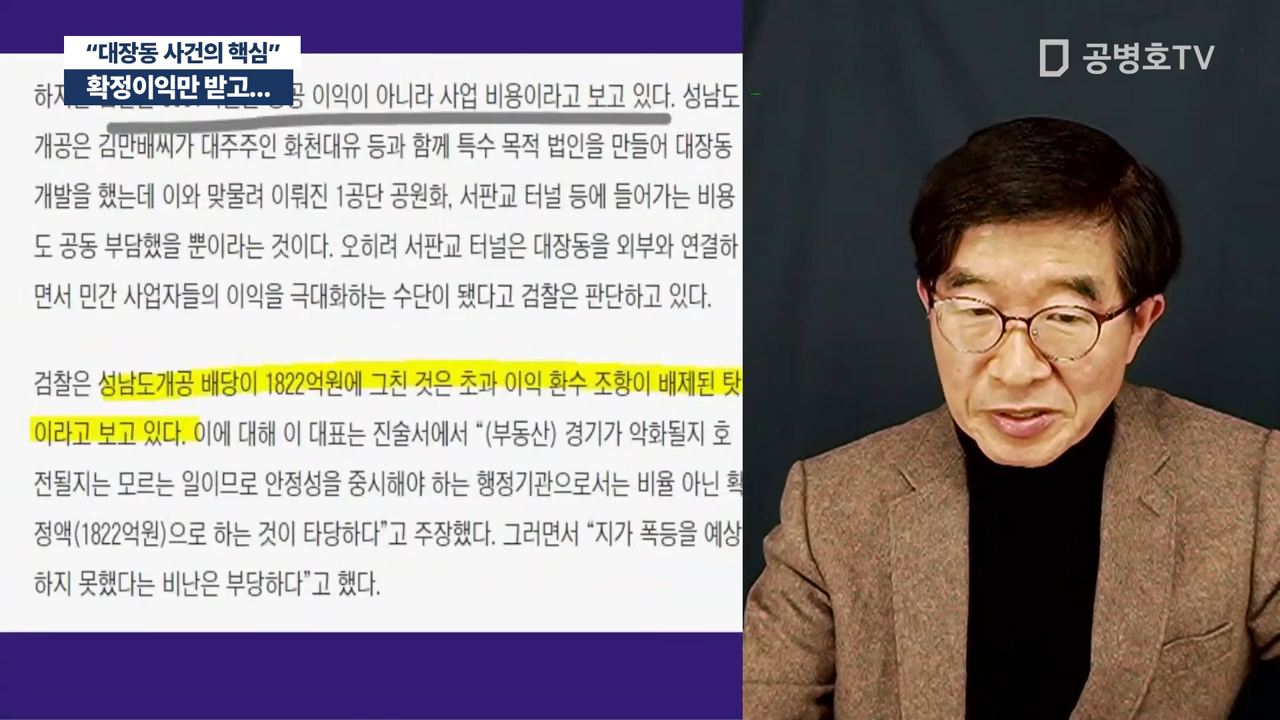 “대장동 사건의 핵심”
확정이익만 받고...
공병호TV
이익이 아니라 사업 비용이라고 보고 있다. 성남도
개공은 김만배씨가 대주주인 화천대유 등과 함께 특수 목적 법인을 만들어 대장동
개발을 했는데 이와 맞물려 이뤄진 1공단 공원화, 서판교 터널 등에 들어가는 비용
도 공동 부담했을 뿐이라는 것이다. 오히려 서판교 터널은 대장동을 외부와 연결하
면서 민간 사업자들의 이익을 극대화하는 수단이 됐다고 검찰은 판단하고 있다.
검찰은 성남도개공 배당이 1822억원에 그친 것은 초과 이익 환수 조항이 배제된 탓
이라고 보고 있다. 이에 대해 이 대표는 진술서에서 “(부동산) 경기가 악화될지 호
전될지는 모르는 일이므로 안정성을 중시해야 하는 행정기관으로서는 비율 아닌 확
정액(1822억원)으로 하는 것이 타당하다”고 주장했다. 그러면서 “지가 폭등을 예상
하지 못했다는 비난은 부당하다”고 했다.